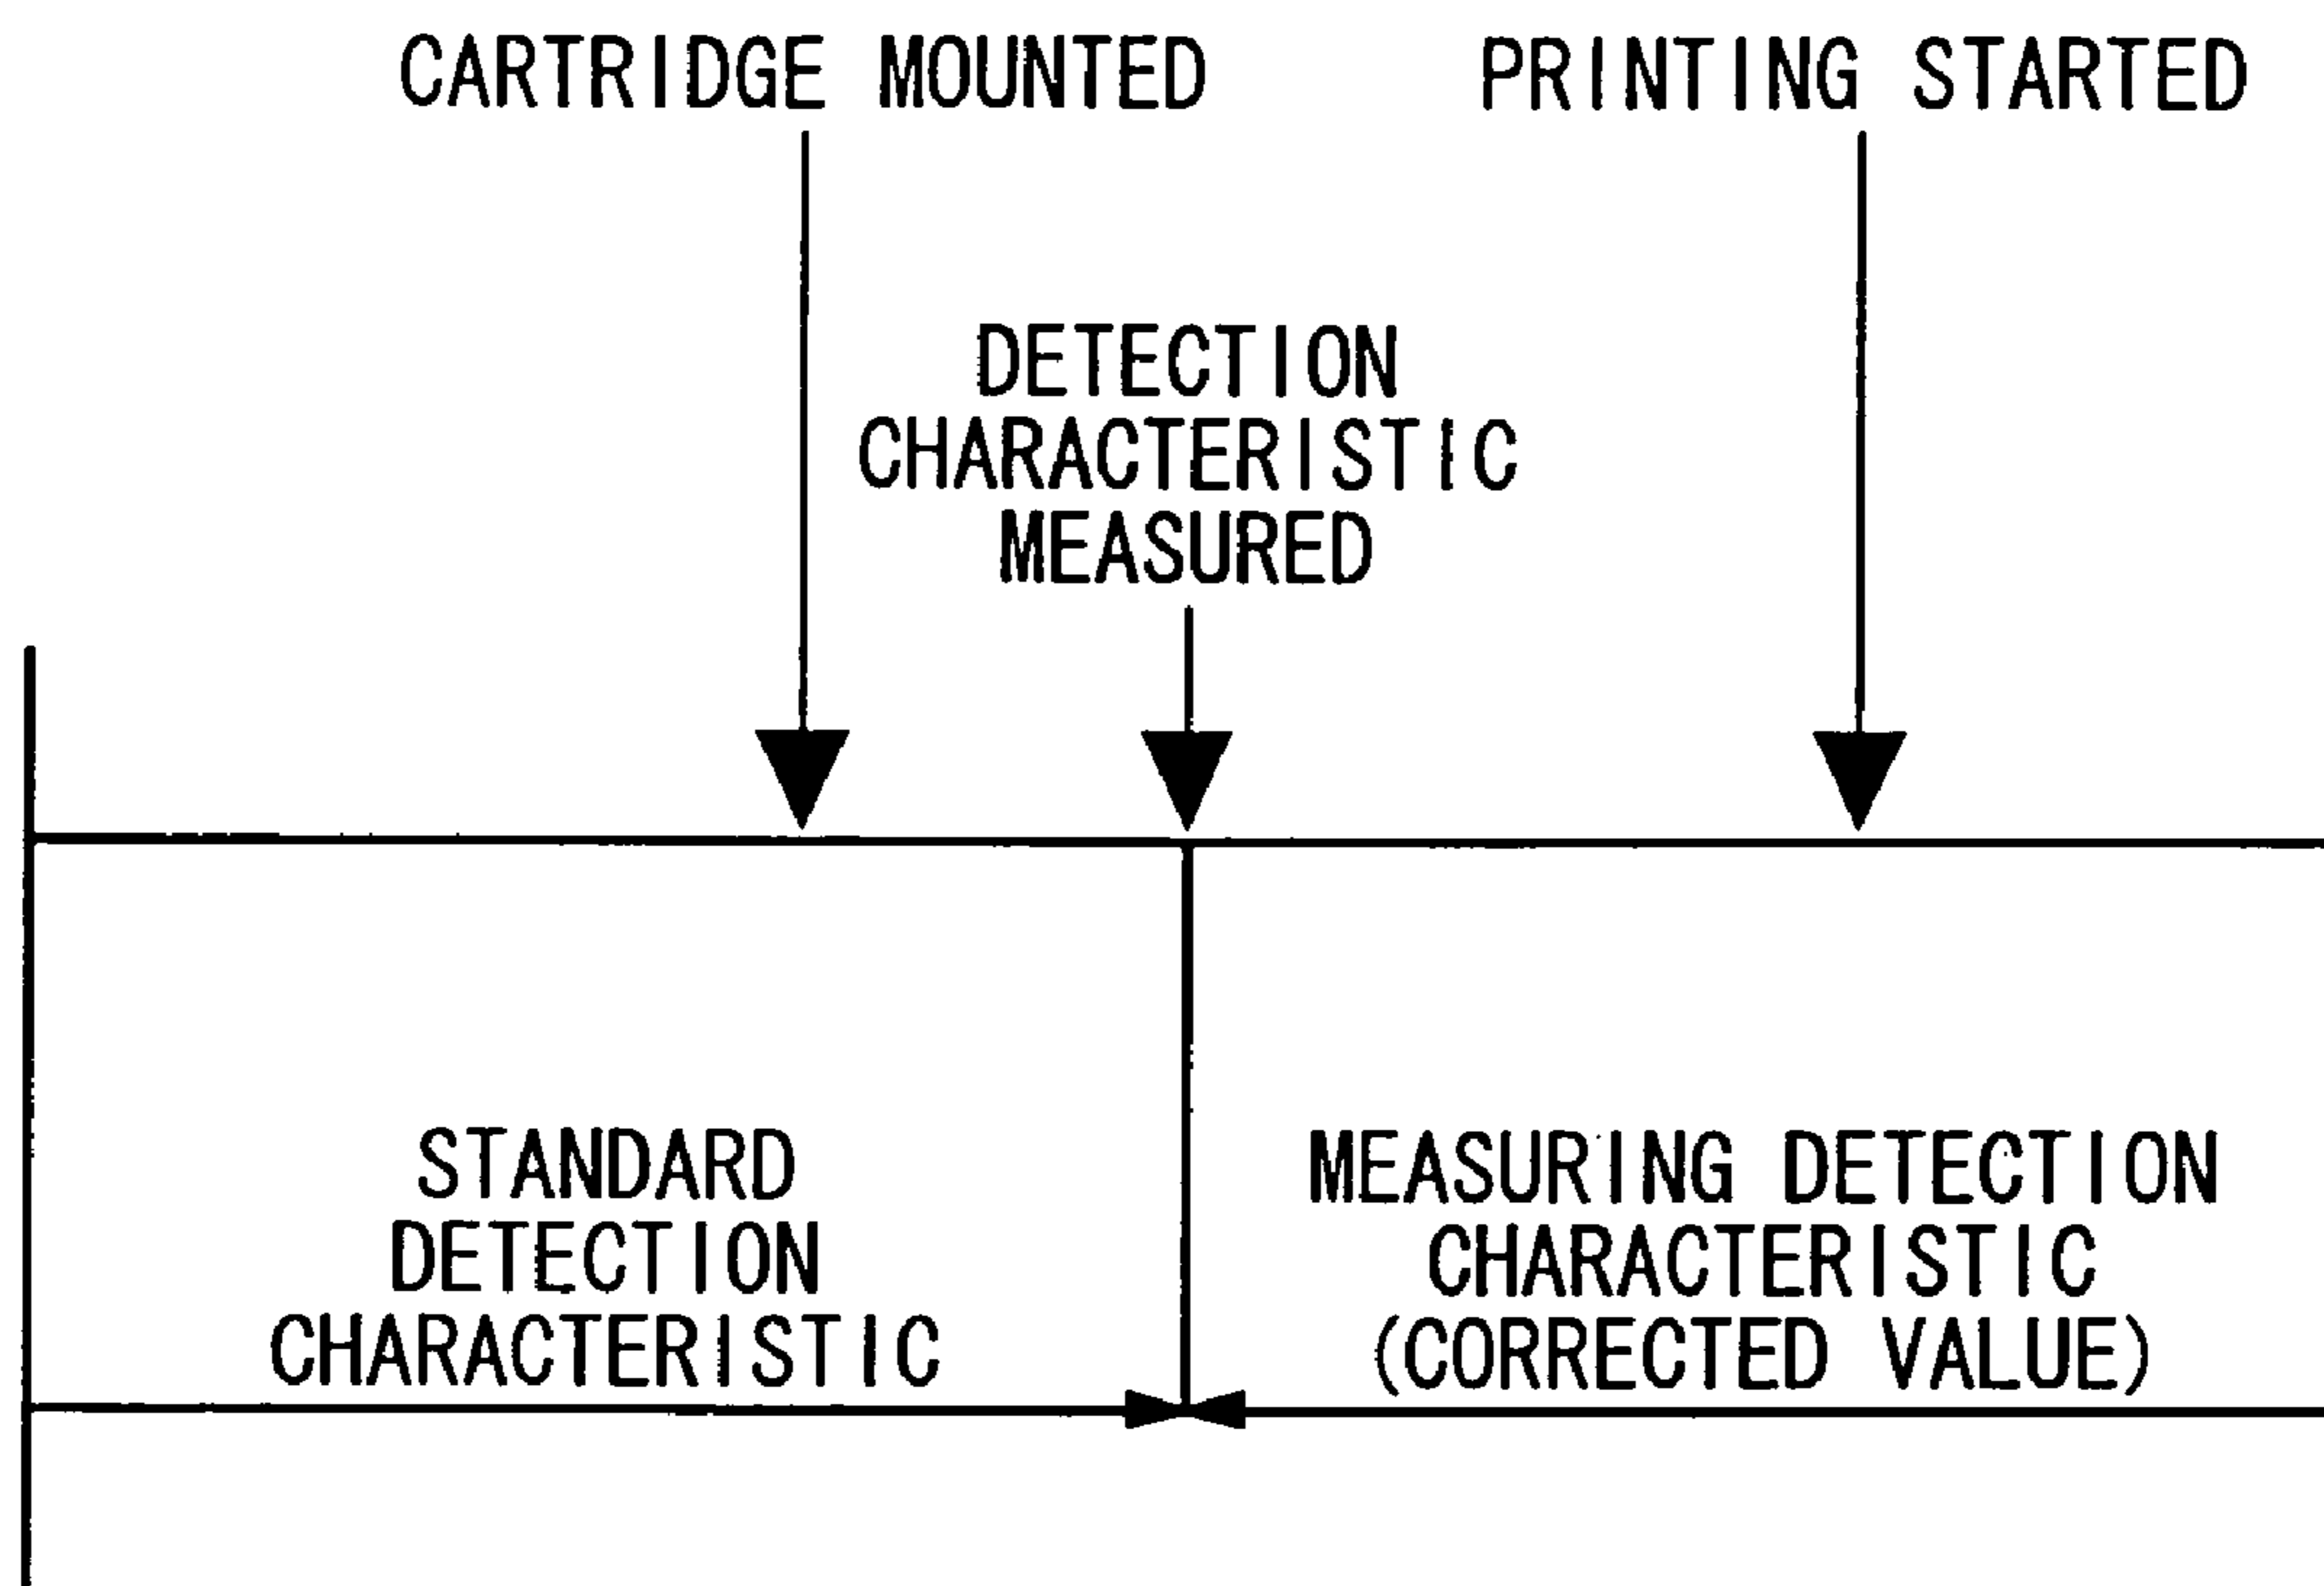 CARTRIDGE MOUNTED
PRINTING STARTED
DETECTION
CHARACTERISTIC
MEASURED
STANDARD
DETECTION
CHARACTERISTIC
MEASURING DETECTION
CHARACTERISTIC
(CORRECTED VALUE)